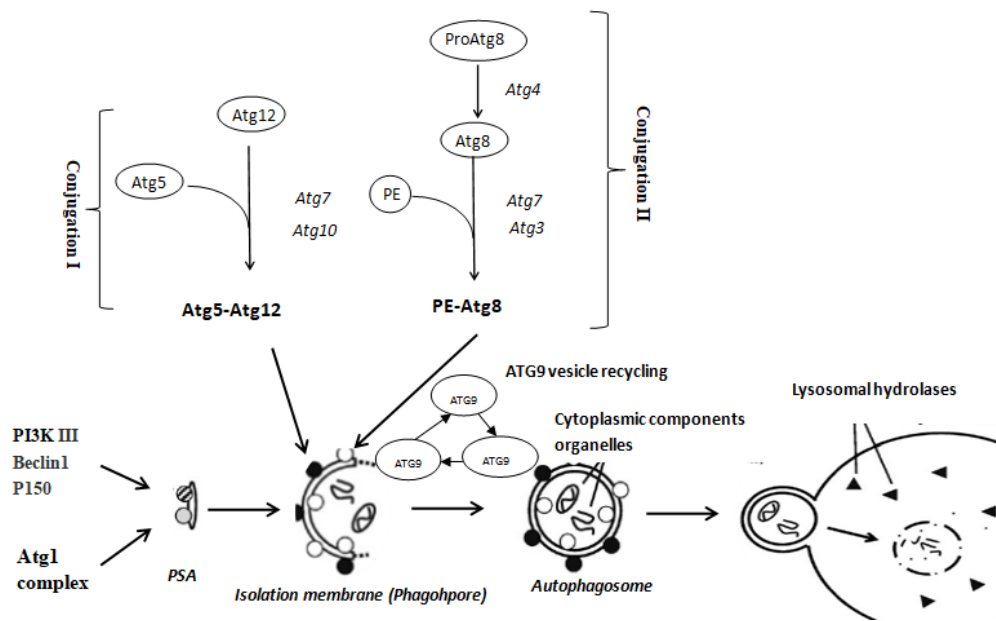 ProAtg8
Atg4
Atg12
Atg8
Conjugation I
Conjugation II
Atg5
PE
Atg7
Atg10
Atg7
Atg3
Atg5-Atg12
PE-Atg8
ATG9 vesicle recycling
ATG9
ATG9
ATG9
Cytoplasmic components
organelles
Lysosomal hydrolases
PI3K III
Beclin1
P150
Atg1
complex
PSA
Isolation membrane (Phagohpore)
Autophagosome